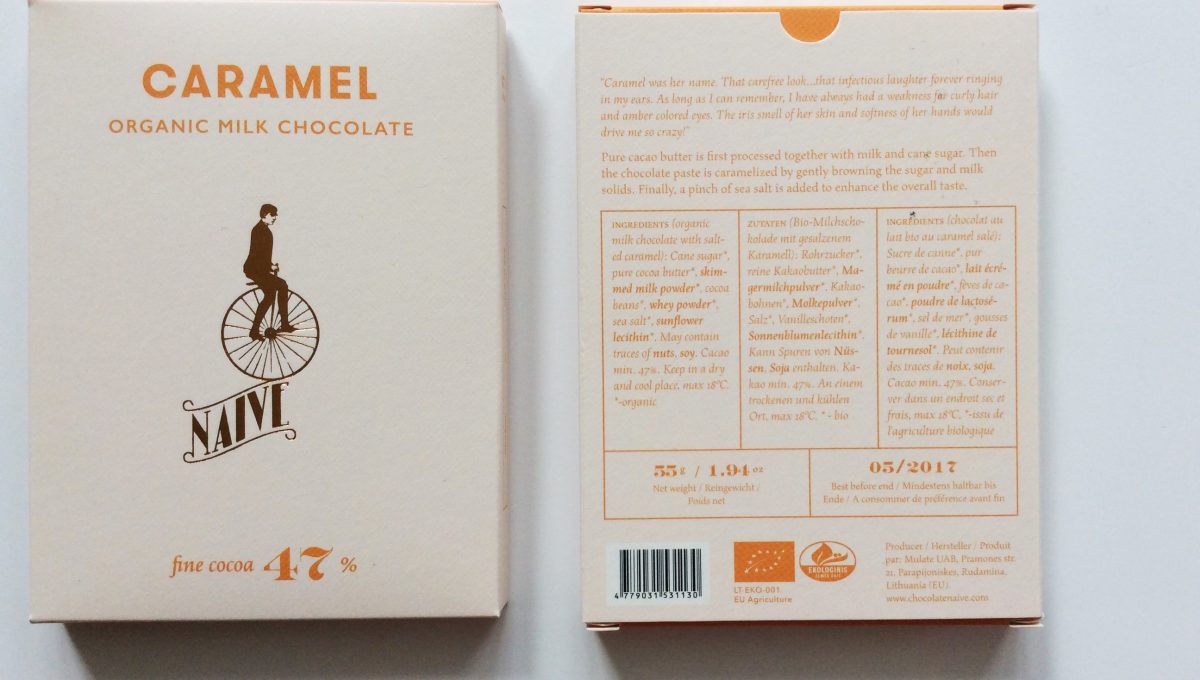 CARAMEL
ORGANIC MILK CHOCOLATE
NAIVE
fine cocoa 47 %
"Caramel was her name. That carefree look...that infectious laughter forever ringing
in my ears. As long as I can remember, I have always had a weakness for curly hair
and amber colored eyes. The iris smell of her skin and softness of her hands would
drive me so crazy!"
Pure cacao butter is first processed together with milk and cane sugar. Then
the chocolate paste is caramelized by gently browning the sugar and milk
solids. Finally, a pinch of sea salt is added to enhance the overall taste.
INGREDIENTS (organic
milk chocolate with salt-
ed caramel): Cane sugar*,
pure cocoa butter*, skim-
med milk powder*, cocoa
beans*, whey powder*,
sea salt*, sunflower
lecithin*. May contain
traces of nuts, soy. Cacao
min. 47%. Keep in a dry
and cool place, max 18°C.
*-organic
ZUTATEN (Bio-Milchscho-
kolade mit gesalzenem
Karamell): Rohrzucker*,
reine Kakaobutter*, Ma-
germilchpulver*, Kakao-
bohnen*, Molkepulver*,
Salz*, Vanilleschoten*,
Sonnenblumenlecithin*.
Kann Spuren von Nüs-
sen, Soja enthalten. Ka-
kao min. 47%. An einem
trockenen und kühlen
Ort, max 18°C. * - bio
INGRÉDIENTS (chocolat au
lait bio au caramel salé):
Sucre de canne*, pur
beurre de cacao*, lait écré-
mé en poudre*, fèves de ca-
cao*, poudre de lactosé-
rum*, sel de mer*, gousses
de vanille*, lécithine de
tournesol*. Peut contenir
des traces de noix, soja.
Cacao min. 47%. Conser-
ver dans un endroit sec et
frais, max 18°C. *-issu de
l'agriculture biologique
55g / 1.94oz
Net weight / Reingewicht /
Poids net
05/2017
Best before end / Mindestens haltbar bis
Ende / A consommer de préférence avant fin
4 779031 531130
LT-EKO-001
EU Agriculture
EKOLOGINIS
ŽEMĖS ŪKIS
Producer / Hersteller / Produit
par: Mulate UAB, Pramones str.
21, Parapijoniskes, Rudamina,
Lithuania (EU).
www.chocolatenaive.com